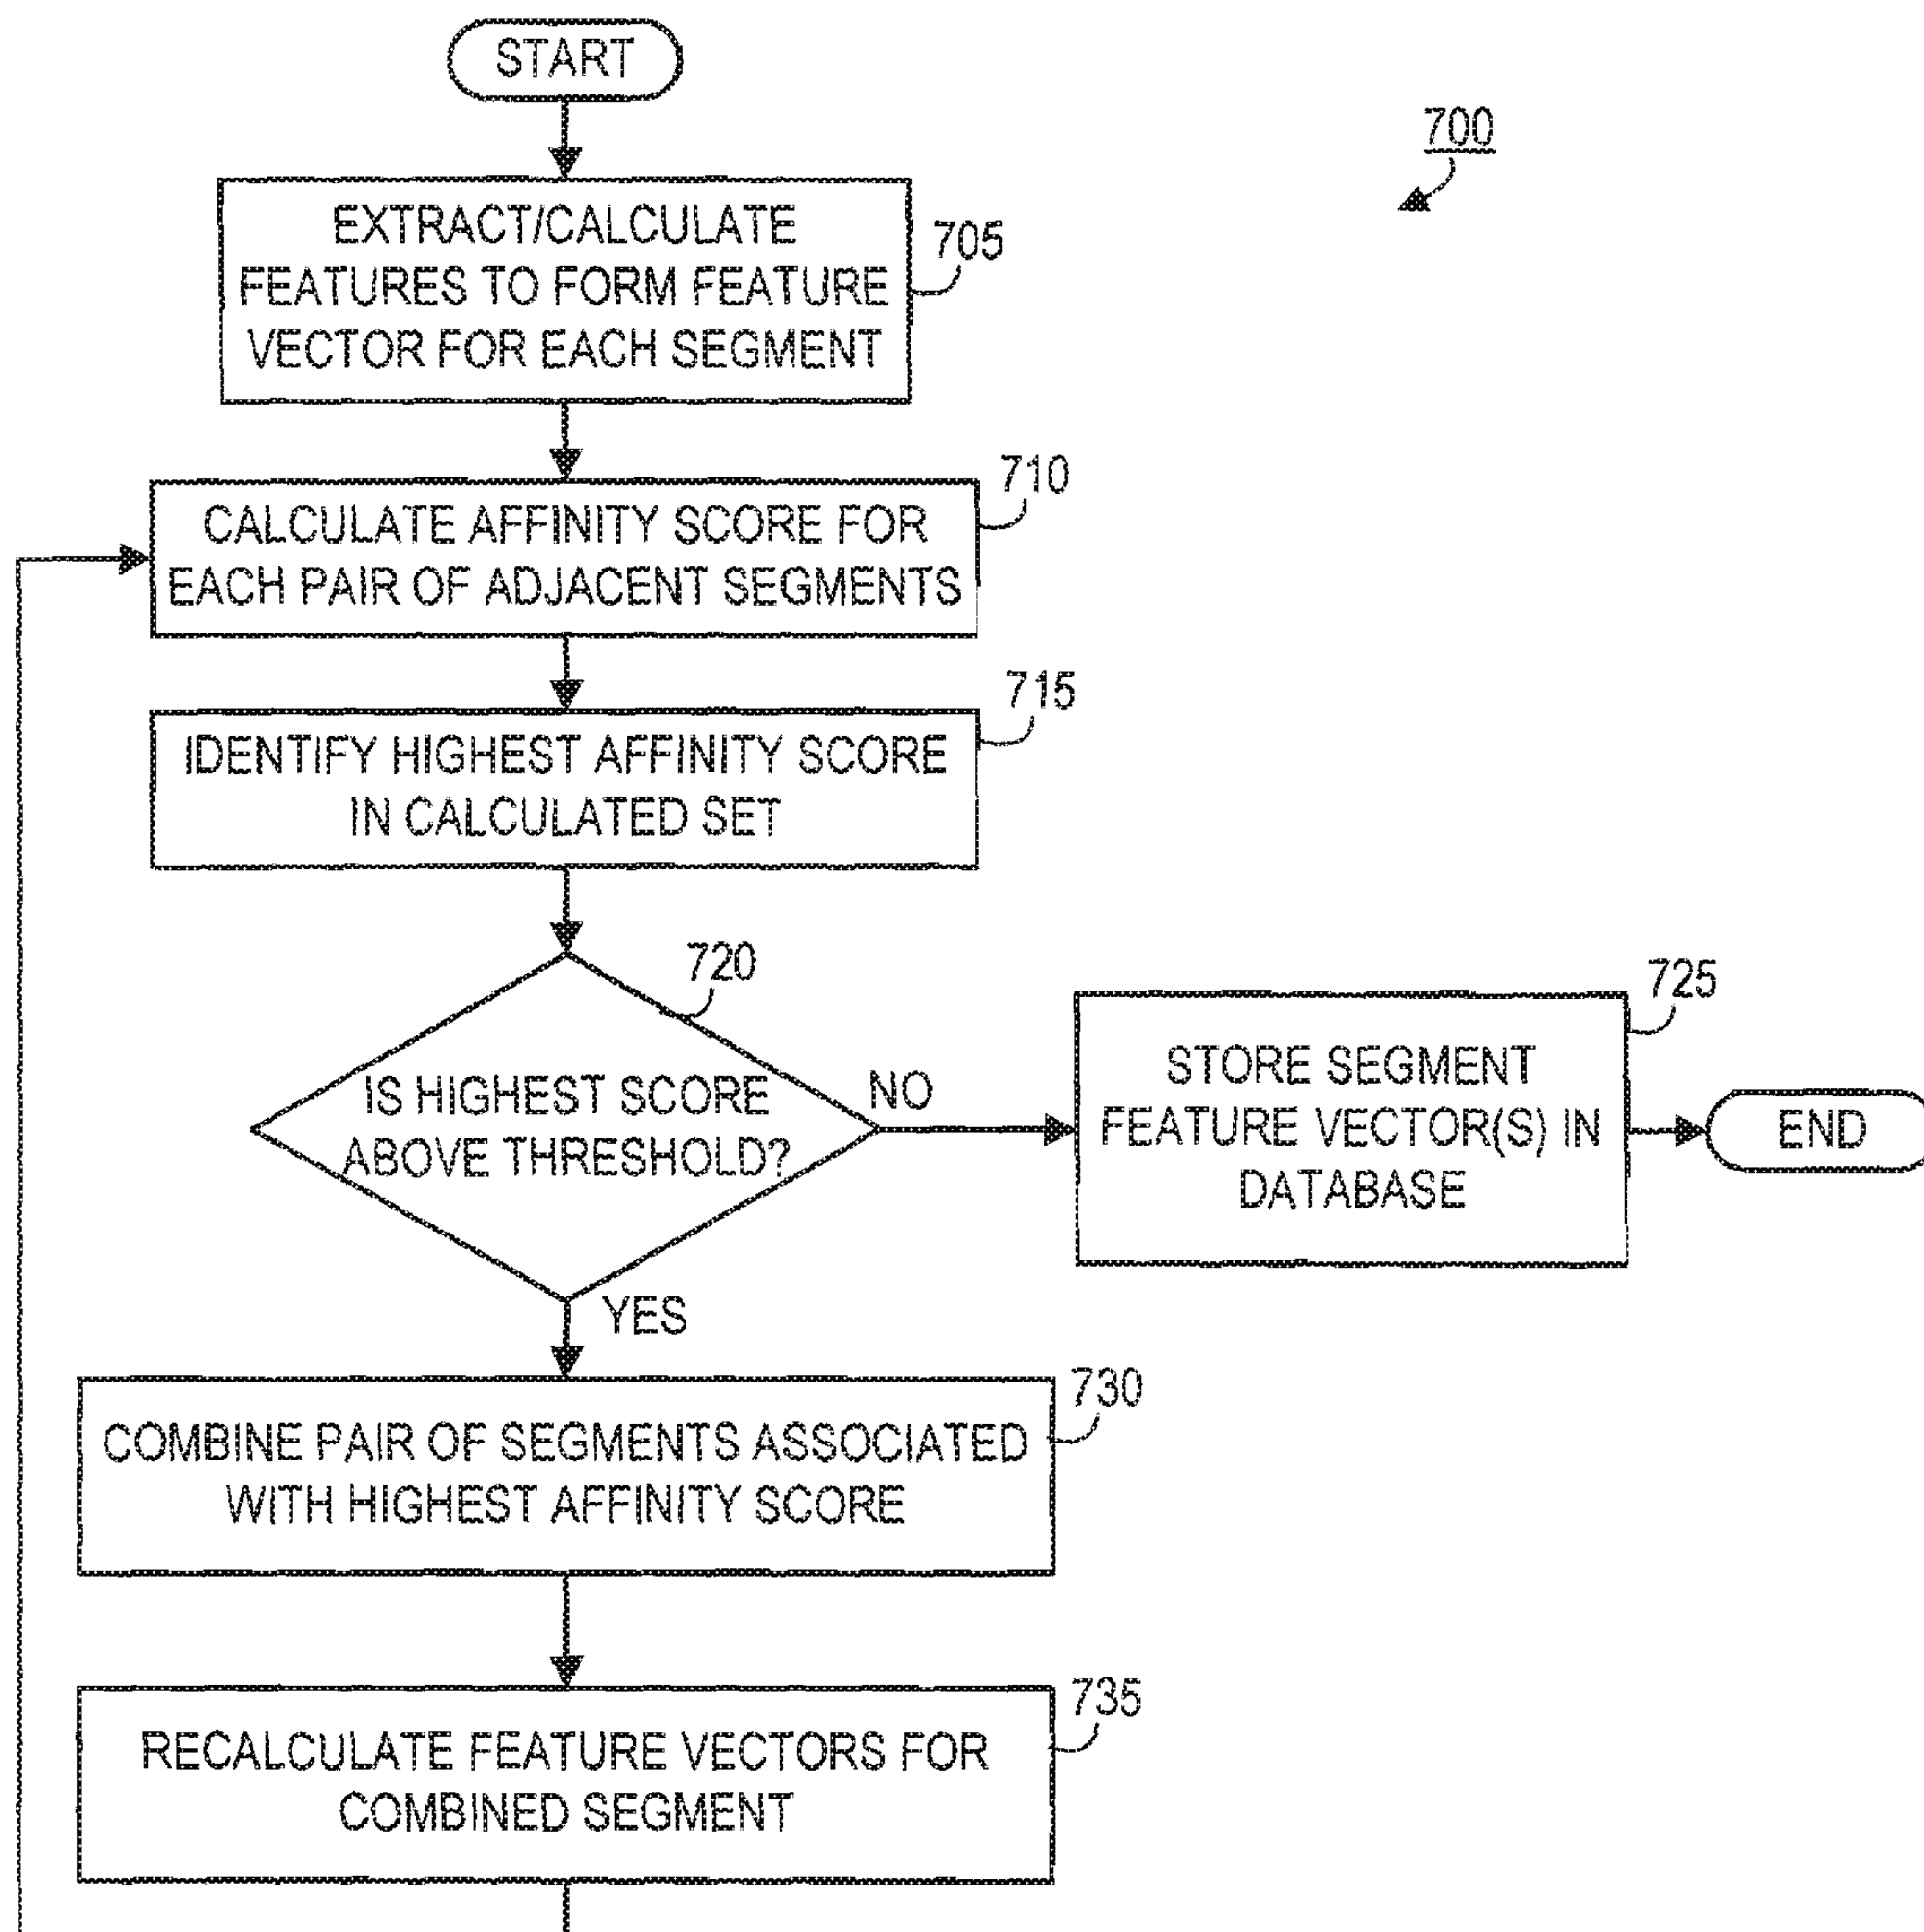 START
700
EXTRACT/CALCULATE
FEATURES TO FORM FEATURE
VECTOR FOR EACH SEGMENT
705
CALCULATE AFFINITY SCORE FOR
EACH PAIR OF ADJACENT SEGMENTS
710
IDENTIFY HIGHEST AFFINITY SCORE
IN CALCULATED SET
715
IS HIGHEST SCORE
ABOVE THRESHOLD?
720
NO
STORE SEGMENT
FEATURE VECTOR(S) IN
DATABASE
725
END
YES
COMBINE PAIR OF SEGMENTS ASSOCIATED
WITH HIGHEST AFFINITY SCORE
730
RECALCULATE FEATURE VECTORS FOR
COMBINED SEGMENT
735